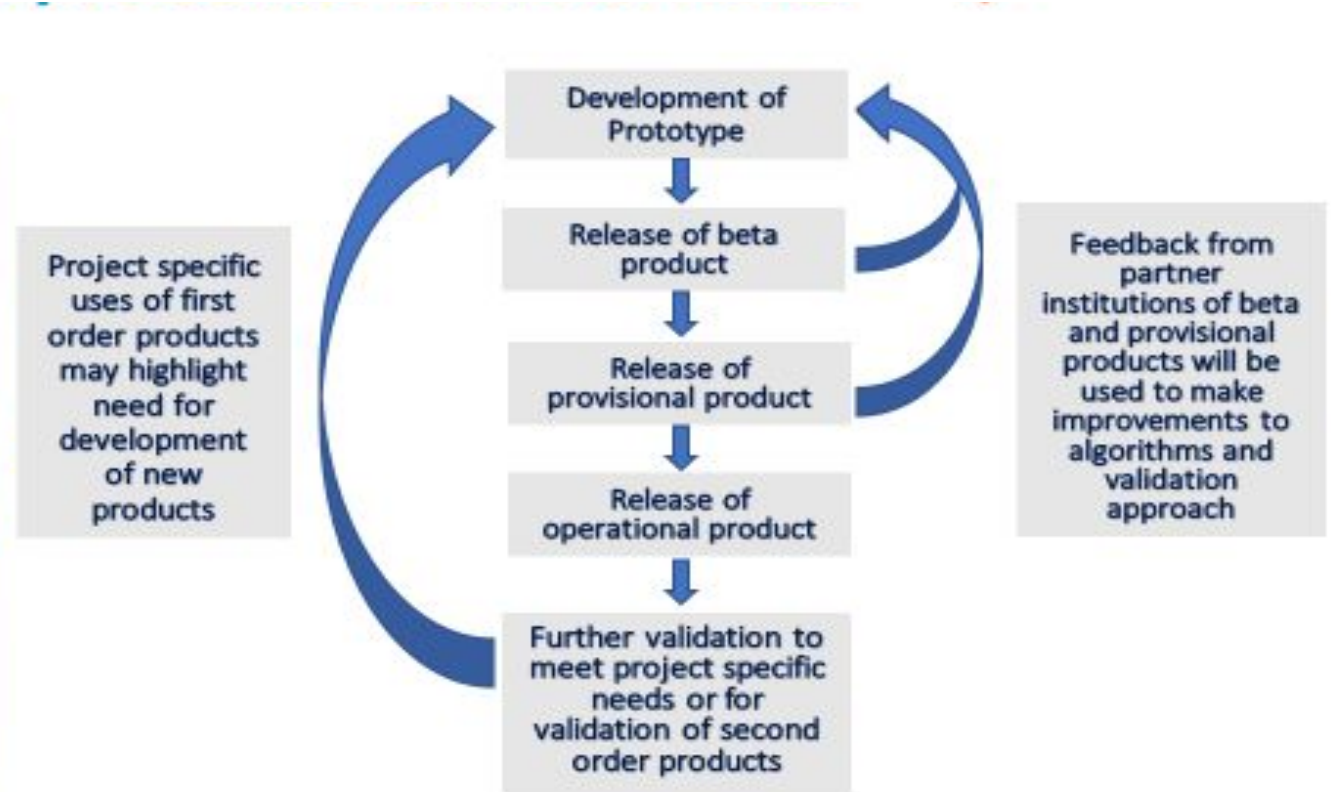 Development of
Prototype
Release of beta
product
Release of
provisional product
Release of
operational product
Further validation to
meet project specific
needs or for
validation of second
order products
Project specific
uses of first
order products
may highlight
need for
development
of new
products
Feedback from
partner
institutions of beta
and provisional
products will be
used to make
improvements to
algorithms and
validation
approach